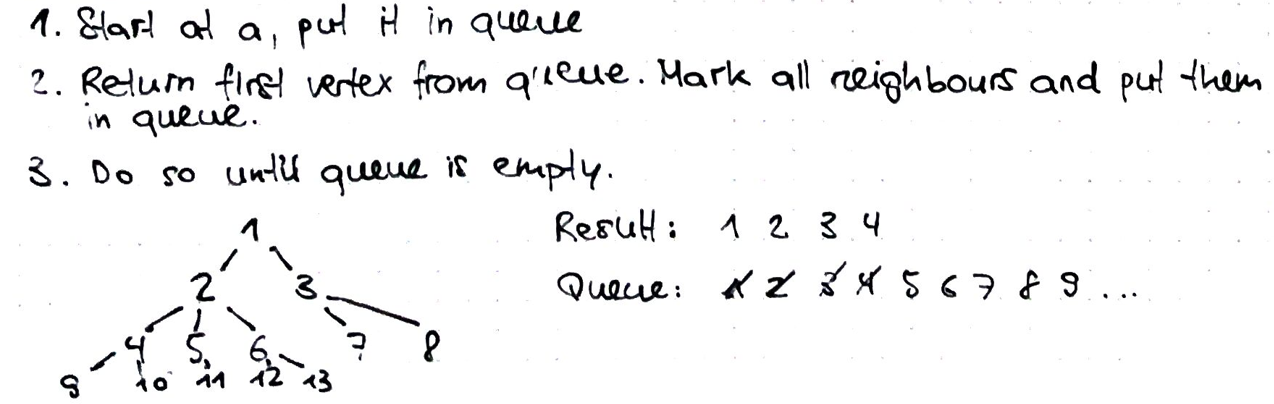 1. Start at a, put it in queue
2. Return first vertex from queue. Mark all neighbours and put them
in queue.
3. Do so until queue is empty.
1
Result: 1 2 3 4
2 3
Queue: 1 2 3 4 5 6 7 8 9 ...
4 5 6 7 8
9 10 11 12 13